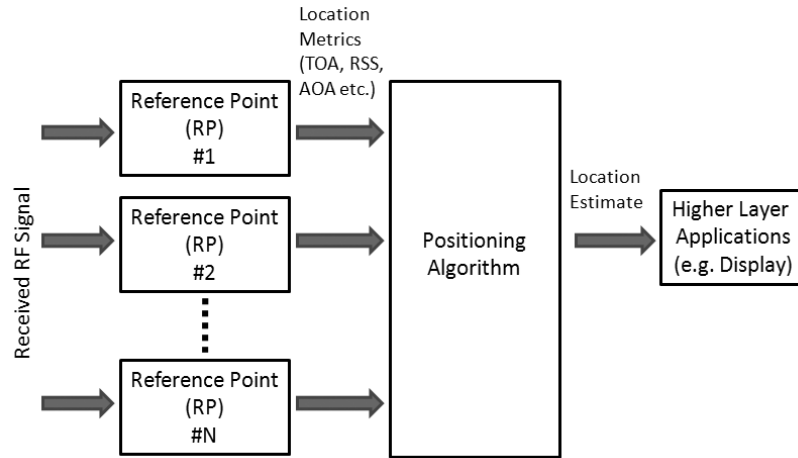 Received RF Signal
Reference Point
(RP)
#1
Reference Point
(RP)
#2
Reference Point
(RP)
#N
Location
Metrics
(TOA, RSS,
AOA etc.)
Positioning
Algorithm
Location
Estimate
Higher Layer
Applications
(e.g. Display)